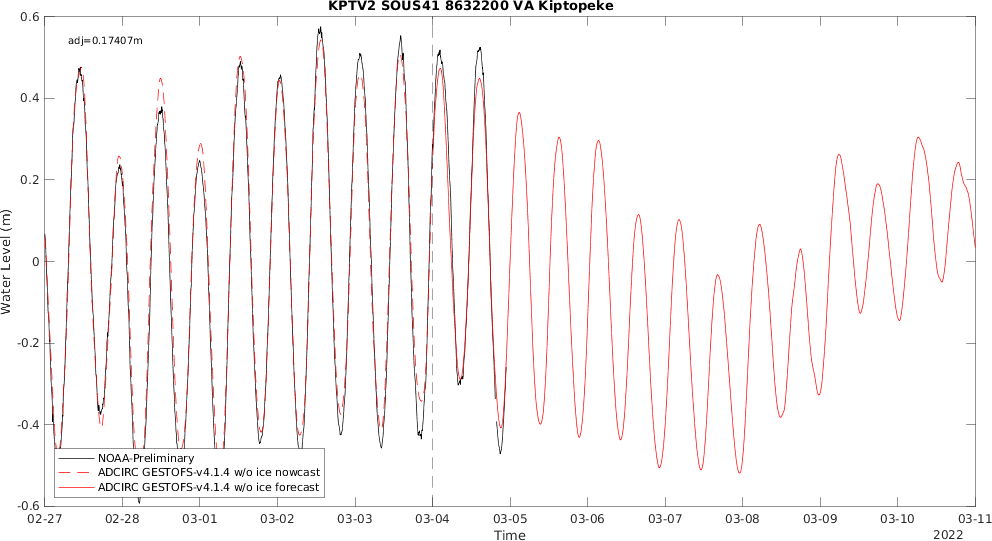 KPTV2 SOUS41 8632200 VA Kiptopeke
adj=0.17407m
0.6
0.4
0.2
0
-0.2
-0.4
-0.6
Water Level (m)
NOAA-Preliminary
ADCIRC GESTOFS-v4.1.4 w/o ice nowcast
ADCIRC GESTOFS-v4.1.4 w/o ice forecast
02-27 02-28 03-01 03-02 03-03 03-04 03-05 03-06 03-07 03-08 03-09 03-10 03-11
Time
2022